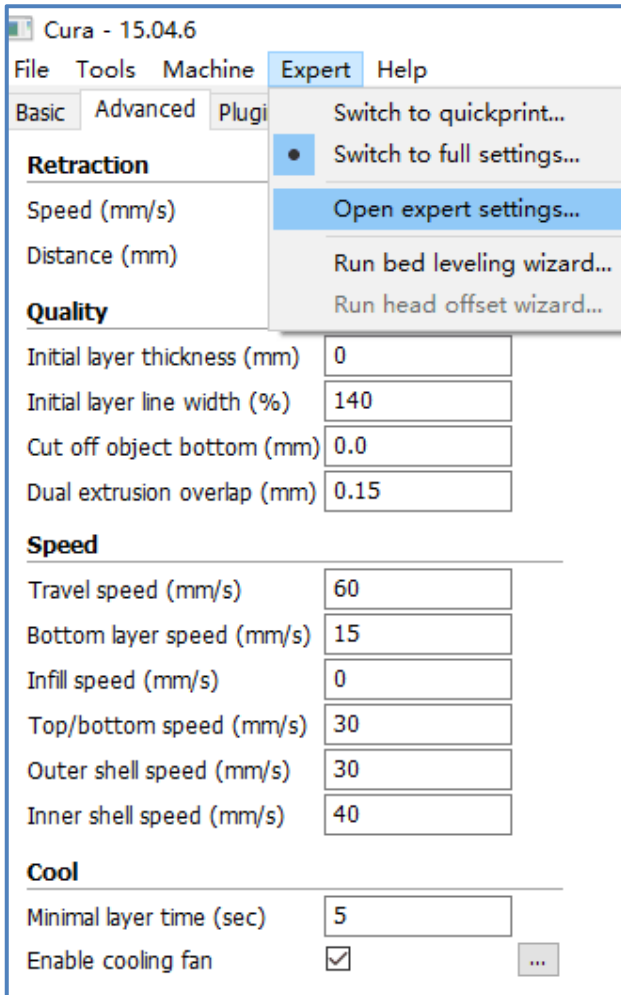 Cura - 15.04.6
File Tools Machine Expert Help
Basic Advanced Plugi
Switch to quickprint...
Switch to full settings...
Open expert settings...
Run bed leveling wizard...
Run head offset wizard...
Retraction
Speed (mm/s)
Distance (mm)
Quality
Initial layer thickness (mm) 0
Initial layer line width (%) 140
Cut off object bottom (mm) 0.0
Dual extrusion overlap (mm) 0.15
Speed
Travel speed (mm/s) 60
Bottom layer speed (mm/s) 15
Infill speed (mm/s) 0
Top/bottom speed (mm/s) 30
Outer shell speed (mm/s) 30
Inner shell speed (mm/s) 40
Cool
Minimal layer time (sec) 5
Enable cooling fan ...